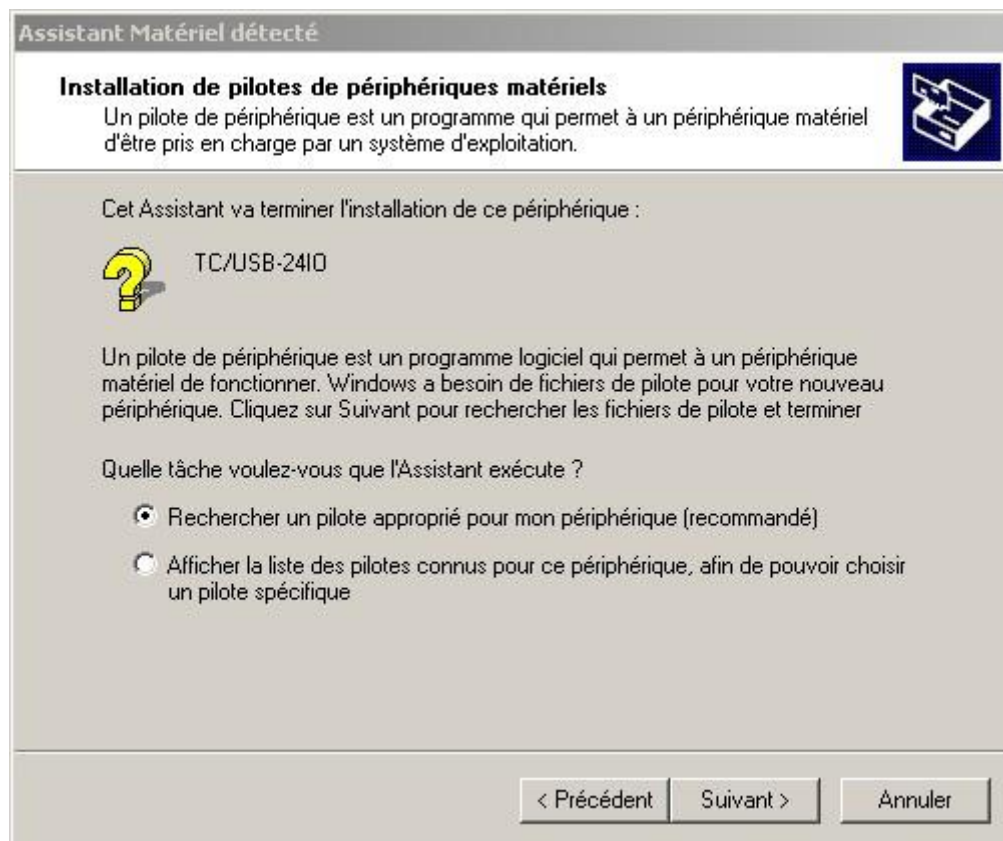 Assistant Matériel détecté
Installation de pilotes de périphériques matériels
Un pilote de périphérique est un programme qui permet à un périphérique matériel
d'être pris en charge par un système d'exploitation.
Cet Assistant va terminer l'installation de ce périphérique :
TC/USB-24IO
Un pilote de périphérique est un programme logiciel qui permet à un périphérique
matériel de fonctionner. Windows a besoin de fichiers de pilote pour votre nouveau
périphérique. Cliquez sur Suivant pour rechercher les fichiers de pilote et terminer
Quelle tâche voulez-vous que l'Assistant exécute ?
Rechercher un pilote approprié pour mon périphérique (recommandé)
Afficher la liste des pilotes connus pour ce périphérique, afin de pouvoir choisir
un pilote spécifique
< Précédent Suivant > Annuler